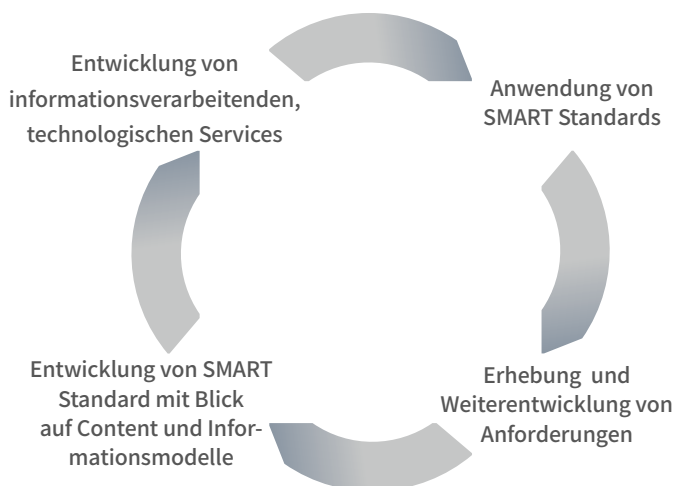 Entwicklung von
informationsverarbeitenden,
technologischen Services
Anwendung von
SMART Standards
Erhebung und
Weiterentwicklung von
Anforderungen
Entwicklung von SMART
Standard mit Blick
auf Content und Infor-
mationsmodelle